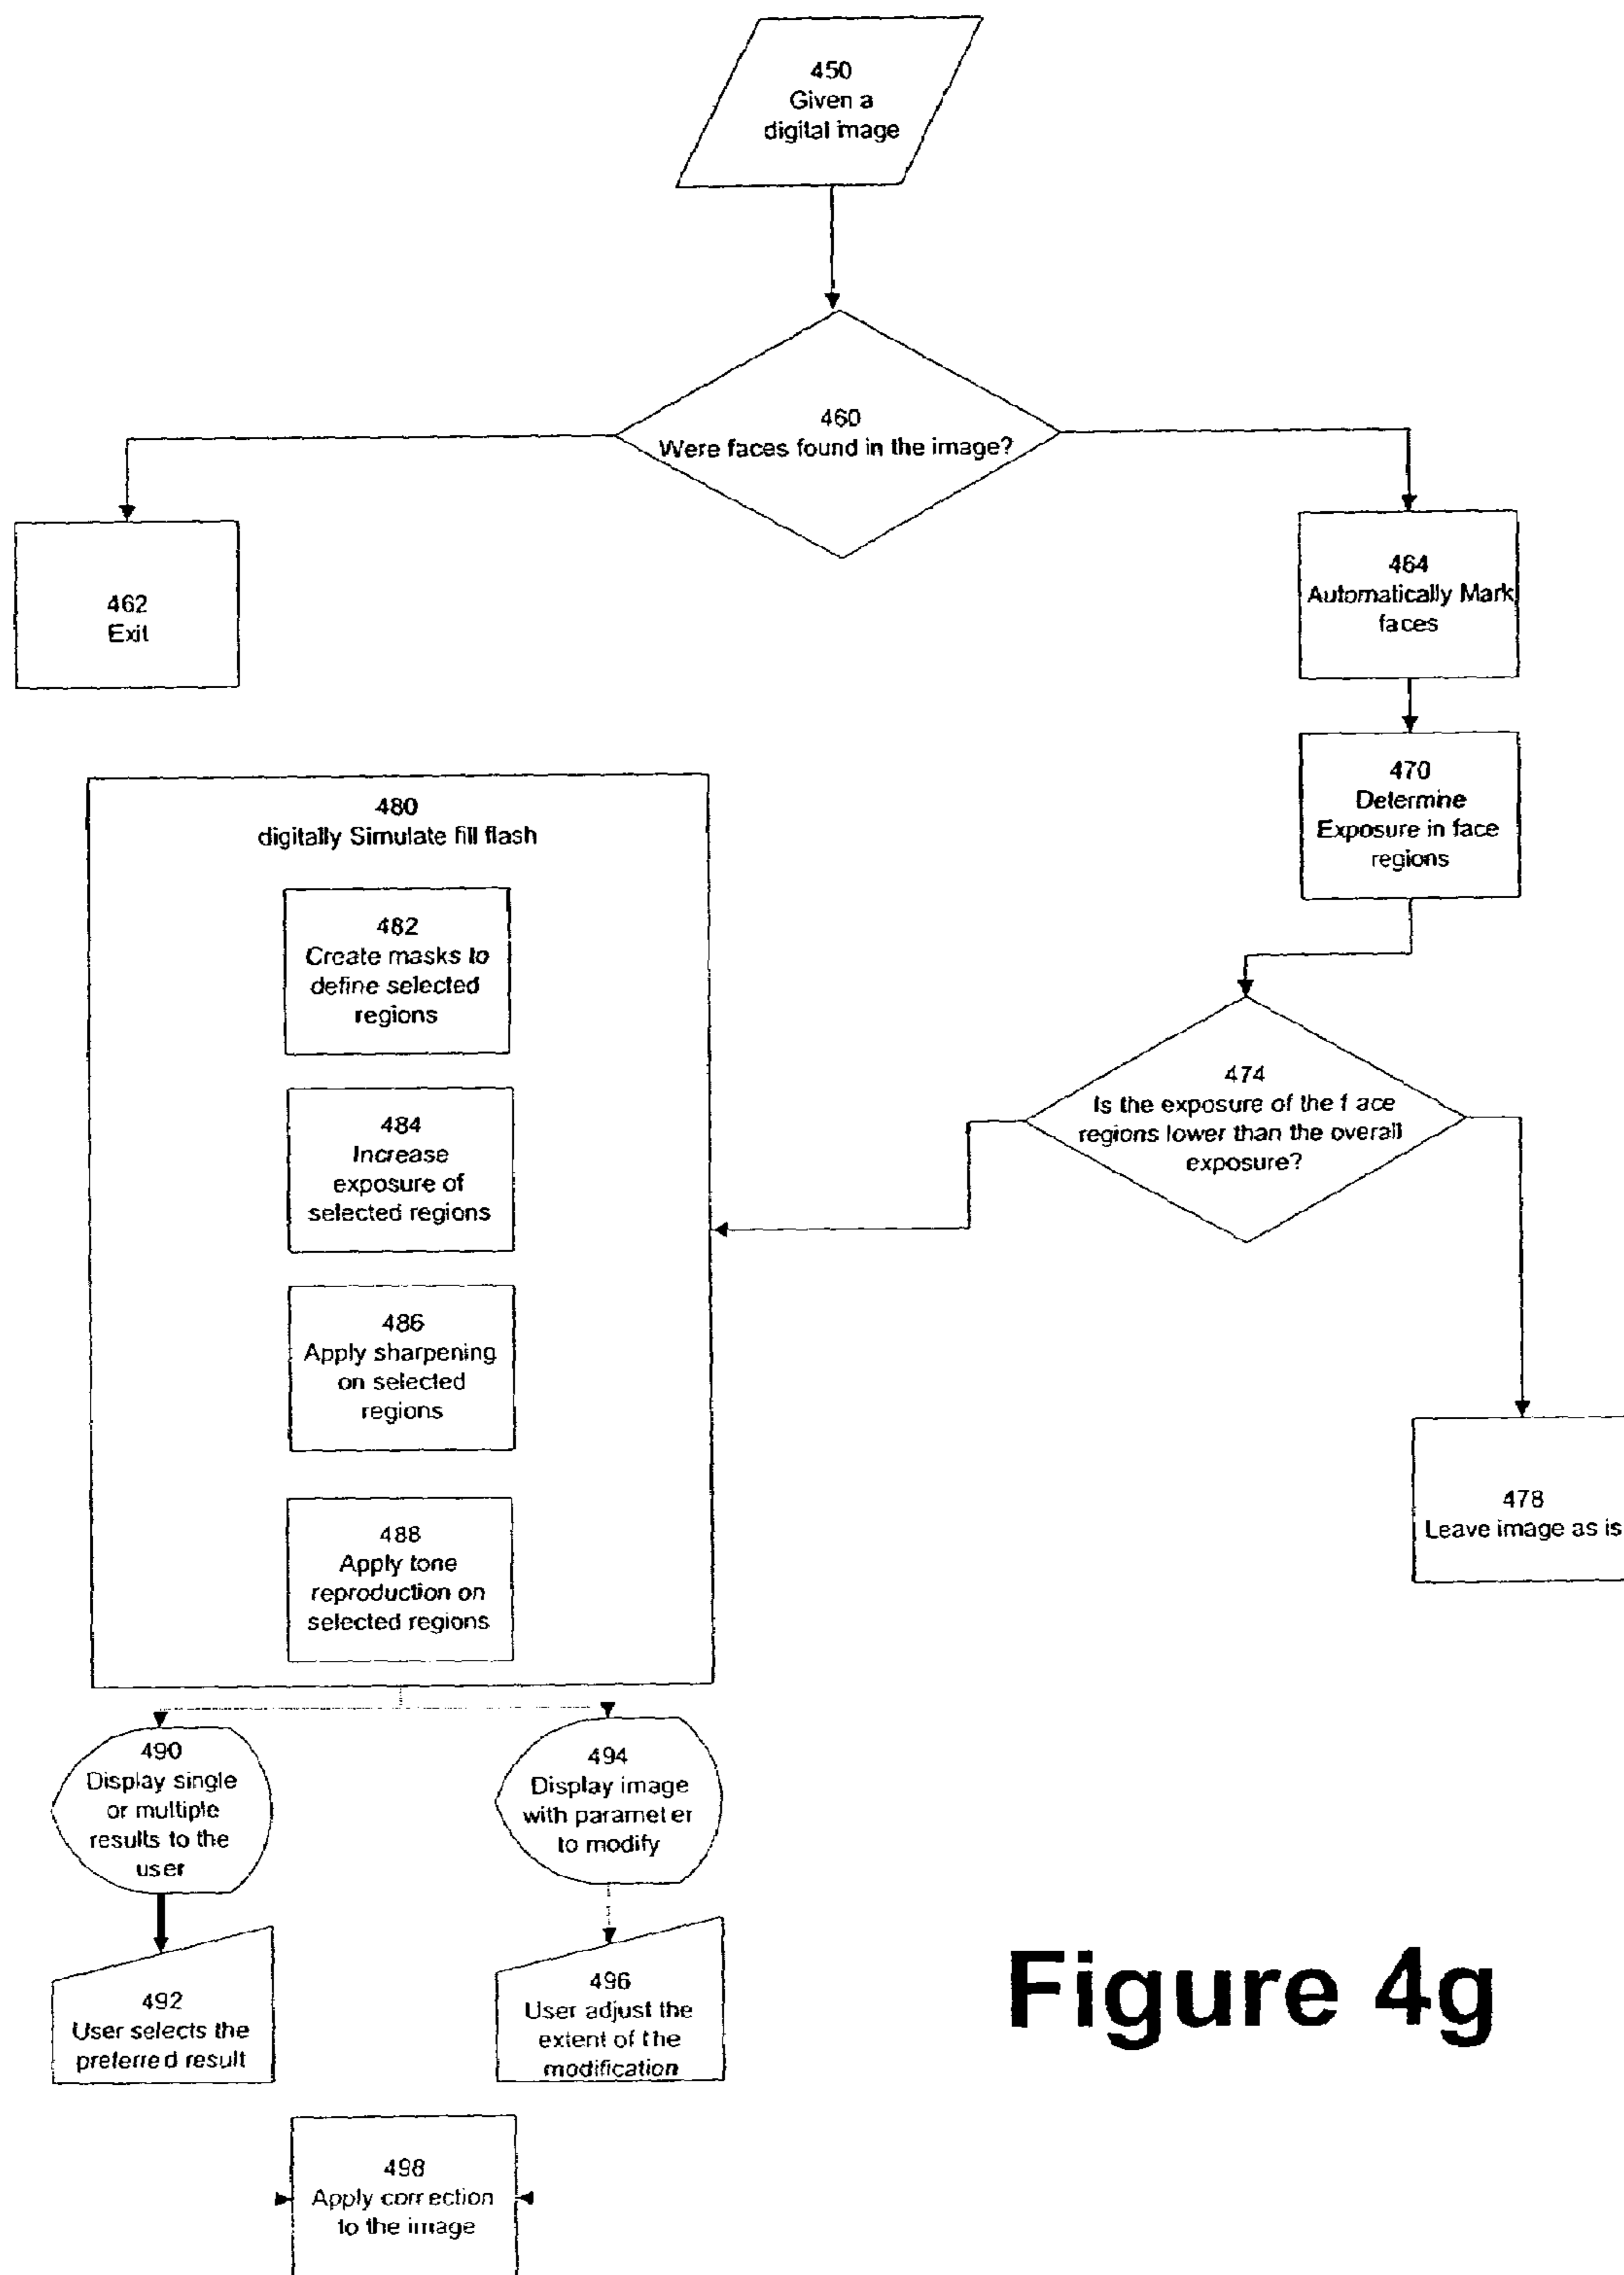 450
Given a
digital image
460
Were faces found in the image?
462
Exit
464
Automatically Mark
faces
470
Determine
Exposure in face
regions
474
Is the exposure of the f ace
regions lower than the overall
exposure?
478
Leave image as is
480
digitally Simulate fill flash
482
Create masks to
define selected
regions
484
Increase
exposure of
selected regions
486
Apply sharpening
on selected
regions
488
Apply tone
reproduction on
selected regions
490
Display single
or multiple
results to the
user
494
Display image
with parameter
to modify
492
User selects the
preferred result
496
User adjust the
extent of the
modification
498
Apply correction
to the image
Figure 4g